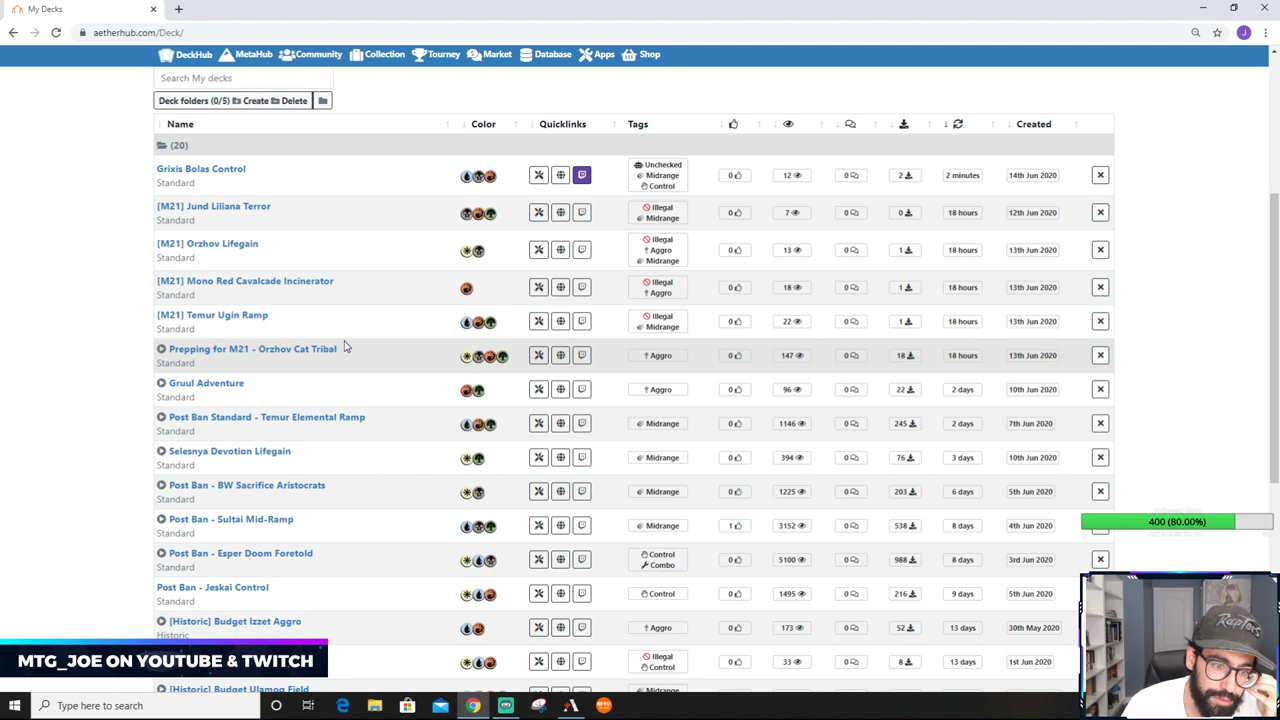 My Decks
aetherhub.com/Deck/
J
DeckHub MetaHub Community Collection Tourney Market Database Apps Shop
Search My decks
Deck folders (0/5) Create Delete
Name Color Quicklinks Tags Created
(20)
Grixis Bolas Control
Standard
Unchecked
Midrange
Control
0 12 0 2 2 minutes 14th Jun 2020
[M21] Jund Liliana Terror
Standard
Illegal
Midrange
0 7 0 0 18 hours 12th Jun 2020
[M21] Orzhov Lifegain
Standard
Illegal
Aggro
Midrange
0 13 0 1 18 hours 13th Jun 2020
[M21] Mono Red Cavalcade Incinerator
Standard
Illegal
Aggro
0 18 0 1 18 hours 13th Jun 2020
[M21] Temur Ugin Ramp
Standard
Illegal
Midrange
0 22 0 1 18 hours 13th Jun 2020
Prepping for M21 - Orzhov Cat Tribal
Standard
Aggro
0 147 0 18 18 hours 13th Jun 2020
Gruul Adventure
Standard
Aggro
0 96 0 22 2 days 10th Jun 2020
Post Ban Standard - Temur Elemental Ramp
Standard
Midrange
0 1146 0 245 2 days 7th Jun 2020
Selesnya Devotion Lifegain
Standard
Midrange
0 394 0 76 3 days 10th Jun 2020
Post Ban - BW Sacrifice Aristocrats
Standard
Midrange
0 1225 0 203 6 days 5th Jun 2020
Post Ban - Sultai Mid-Ramp
Standard
Midrange
1 3152 0 538 8 days 4th Jun 2020
400 (80.00%)
Post Ban - Esper Doom Foretold
Standard
Control
Combo
0 5100 0 988 8 days 3rd Jun 2020
Post Ban - Jeskai Control
Standard
Control
0 1495 0 216 9 days 5th Jun 2020
[Historic] Budget Izzet Aggro
Historic
Aggro
0 173 0 52 13 days 30th May 2020
Illegal
Control
0 33 0 8 13 days 1st Jun 2020
[Historic] Budget Ulamog Field
Midrange
MTG_JOE ON YOUTUBE & TWITCH
RAPTORS
Type here to search